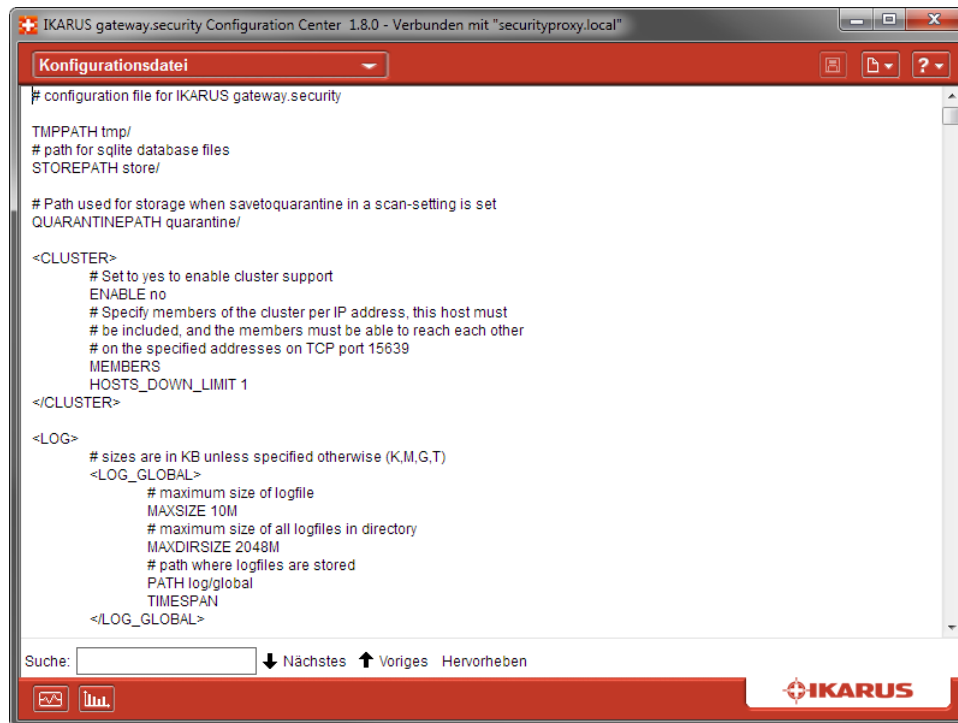 IKARUS gateway.security Configuration Center 1.8.0 - Verbunden mit "securityproxy.local"
Konfigurationsdatei
?
# configuration file for IKARUS gateway.security
TMPPATH tmp/
# path for sqlite database files
STOREPATH store/
# Path used for storage when savetoquarantine in a scan-setting is set
QUARANTINEPATH quarantine/
<CLUSTER>
# Set to yes to enable cluster support
ENABLE no
# Specify members of the cluster per IP address, this host must
# be included, and the members must be able to reach each other
# on the specified addresses on TCP port 15639
MEMBERS
HOSTS_DOWN_LIMIT 1
</CLUSTER>
<LOG>
# sizes are in KB unless specified otherwise (K,M,G,T)
<LOG_GLOBAL>
# maximum size of logfile
MAXSIZE 10M
# maximum size of all logfiles in directory
MAXDIRSIZE 2048M
# path where logfiles are stored
PATH log/global
TIMESPAN
</LOG_GLOBAL>
Suche: Nächstes Voriges Hervorheben
IKARUS